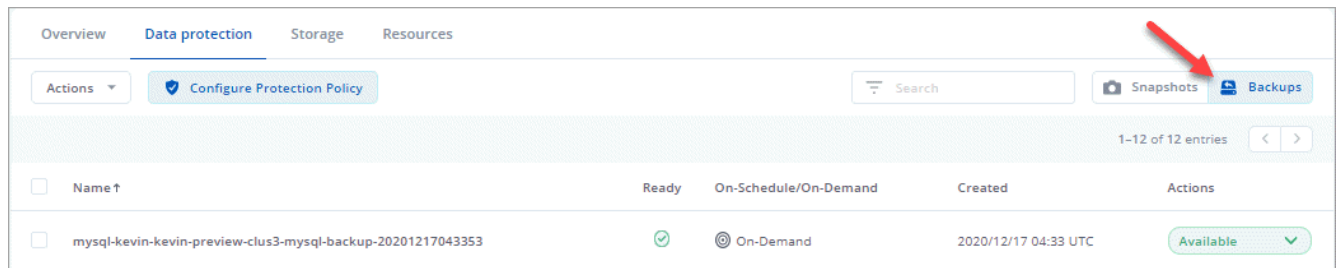 Overview Data protection Storage Resources
Actions Configure Protection Policy Search Snapshots Backups
1–12 of 12 entries
Name↑ Ready On-Schedule/On-Demand Created Actions
mysql-kevin-kevin-preview-clus3-mysql-backup-20201217043353 On-Demand 2020/12/17 04:33 UTC Available